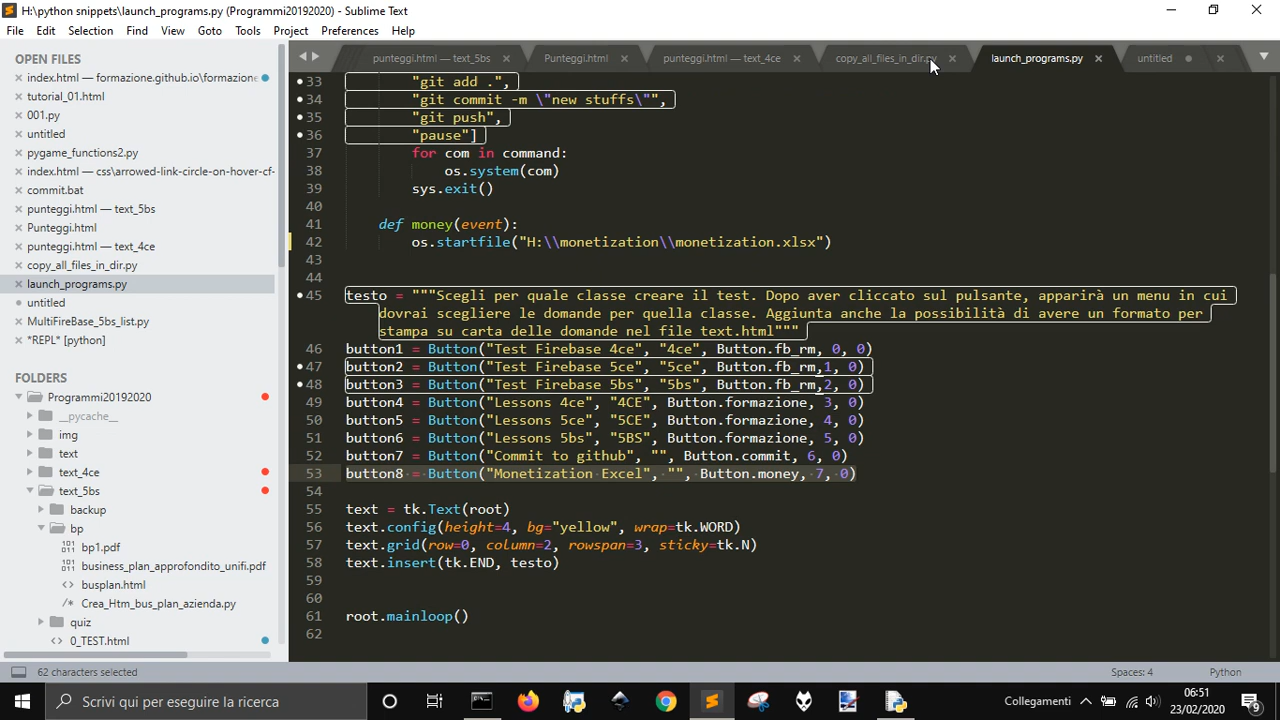 H:\python snippets\launch_programs.py (Programmi20192020) - Sublime Text
File Edit Selection Find View Goto Tools Project Preferences Help
OPEN FILES
index.html — formazione.github.io\formazione
tutorial_01.html
001.py
untitled
pygame_functions2.py
index.html — css\arrowed-link-circle-on-hover-cf-
commit.bat
punteggi.html — text_5bs
Punteggi.html
punteggi.html — text_4ce
copy_all_files_in_dir.py
launch_programs.py
untitled
MultiFireBase_5bs_list.py
*REPL* [python]
FOLDERS
Programmi20192020
__pycache__
img
text
text_4ce
text_5bs
backup
bp
bp1.pdf
business_plan_approfondito_unifi.pdf
busplan.html
Crea_Htm_bus_plan_azienda.py
quiz
0_TEST.html
punteggi.html — text_5bs Punteggi.html punteggi.html — text_4ce copy_all_files_in_dir.py launch_programs.py untitled
33 "git add .",
34 "git commit -m \"new stuffs\"",
35 "git push",
36 "pause"]
37 for com in command:
38 os.system(com)
39 sys.exit()
40
41 def money(event):
42 os.startfile("H:\\monetization\\monetization.xlsx")
43
44
45 testo = """Scegli per quale classe creare il test. Dopo aver cliccato sul pulsante, apparirà un menu in cui
dovrai scegliere le domande per quella classe. Aggiunta anche la possibilità di avere un formato per
stampa su carta delle domande nel file text.html"""
46 button1 = Button("Test Firebase 4ce", "4ce", Button.fb_rm, 0, 0)
47 button2 = Button("Test Firebase 5ce", "5ce", Button.fb_rm,1, 0)
48 button3 = Button("Test Firebase 5bs", "5bs", Button.fb_rm,2, 0)
49 button4 = Button("Lessons 4ce", "4CE", Button.formazione, 3, 0)
50 button5 = Button("Lessons 5ce", "5CE", Button.formazione, 4, 0)
51 button6 = Button("Lessons 5bs", "5BS", Button.formazione, 5, 0)
52 button7 = Button("Commit to github", "", Button.commit, 6, 0)
53 button8 = Button("Monetization Excel", "", Button.money, 7, 0)
54
55 text = tk.Text(root)
56 text.config(height=4, bg="yellow", wrap=tk.WORD)
57 text.grid(row=0, column=2, rowspan=3, sticky=tk.N)
58 text.insert(tk.END, testo)
59
60
61 root.mainloop()
62
62 characters selected Spaces: 4 Python
Scrivi qui per eseguire la ricerca
Collegamenti
06:51
23/02/2020
9